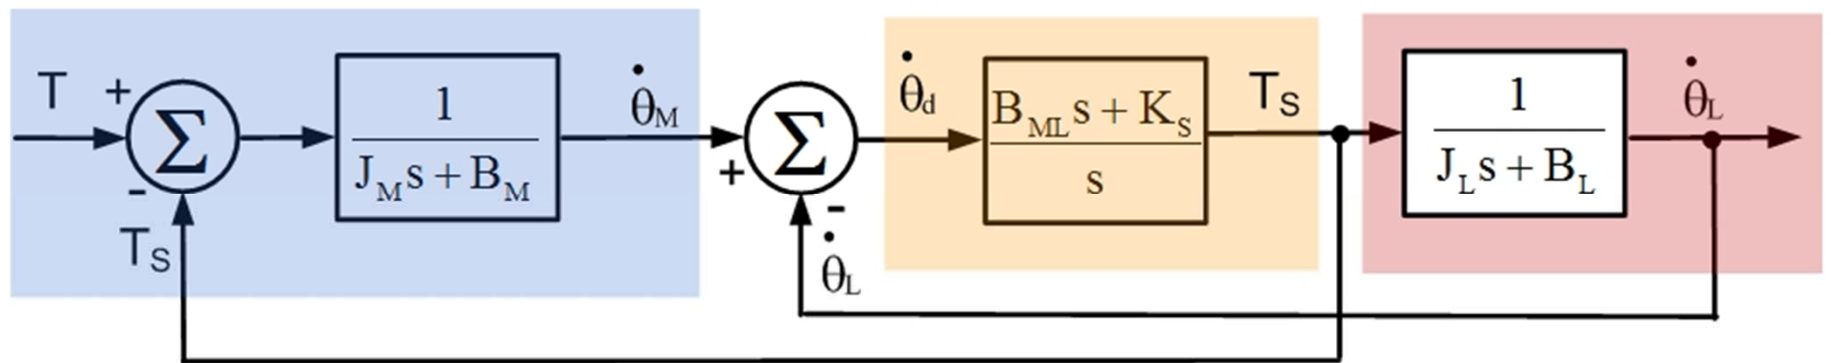 T + Σ - T_S
1
J_M s + B_M
θ̇_M
+ Σ -
θ̇_L
θ̇_d
B_ML s + K_S
s
T_S
1
J_L s + B_L
θ̇_L